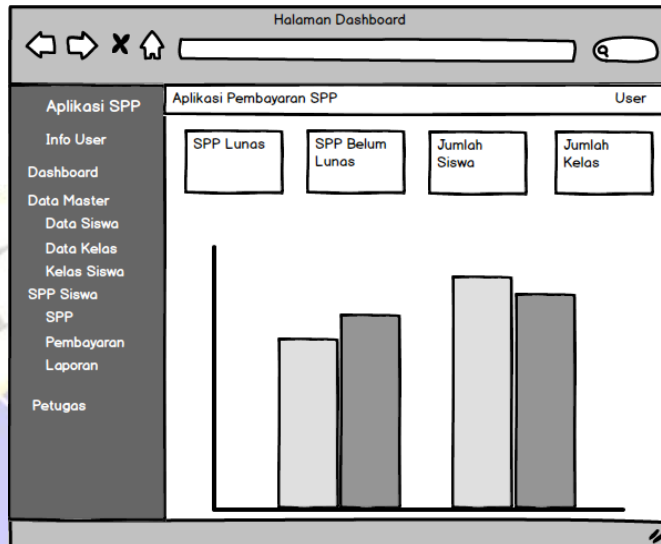 Halaman Dashboard
Aplikasi SPP
Info User
Dashboard
Data Master
Data Siswa
Data Kelas
Kelas Siswa
SPP Siswa
SPP
Pembayaran
Laporan
Petugas
Aplikasi Pembayaran SPP
User
SPP Lunas
SPP Belum
Lunas
Jumlah
Siswa
Jumlah
Kelas